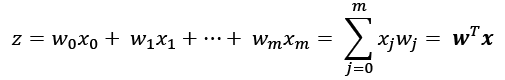 z = w₀x₀ + w₁x₁ + ⋯ + wₘxₘ = ∑ⱼ₌₀ᵐ xⱼwⱼ = wᵀx